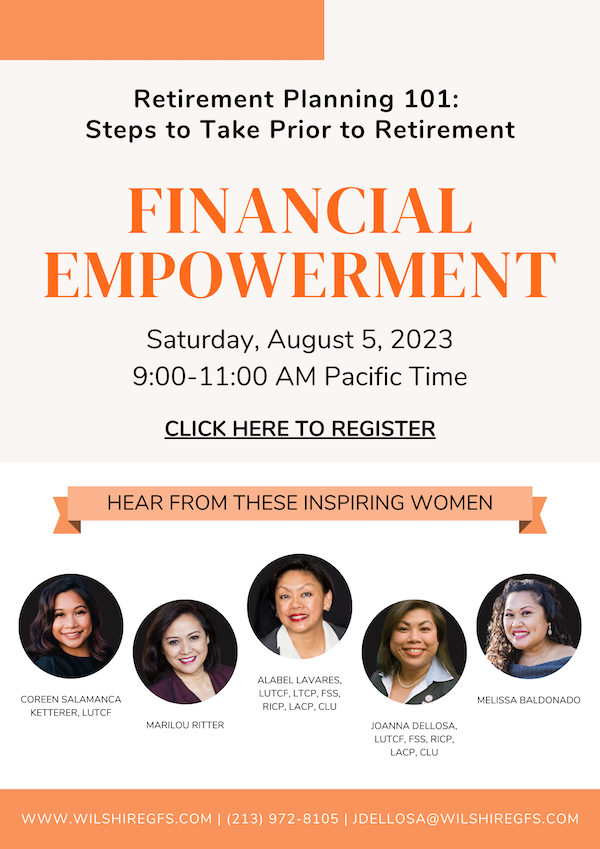 Retirement Planning 101:
Steps to Take Prior to Retirement
FINANCIAL
EMPOWERMENT
Saturday, August 5, 2023
9:00-11:00 AM Pacific Time
CLICK HERE TO REGISTER
HEAR FROM THESE INSPIRING WOMEN
COREEN SALAMANCA
KETTERER, LUTCF
MARILOU RITTER
ALABEL LAVARES,
LUTCF, LTCP, FSS,
RICP, LACP, CLU
JOANNA DELLOSA,
LUTCF, FSS, RICP,
LACP, CLU
MELISSA BALDONADO
WWW.WILSHIREGFS.COM | (213) 972-8105 | JDELLOSA@WILSHIREGFS.COM